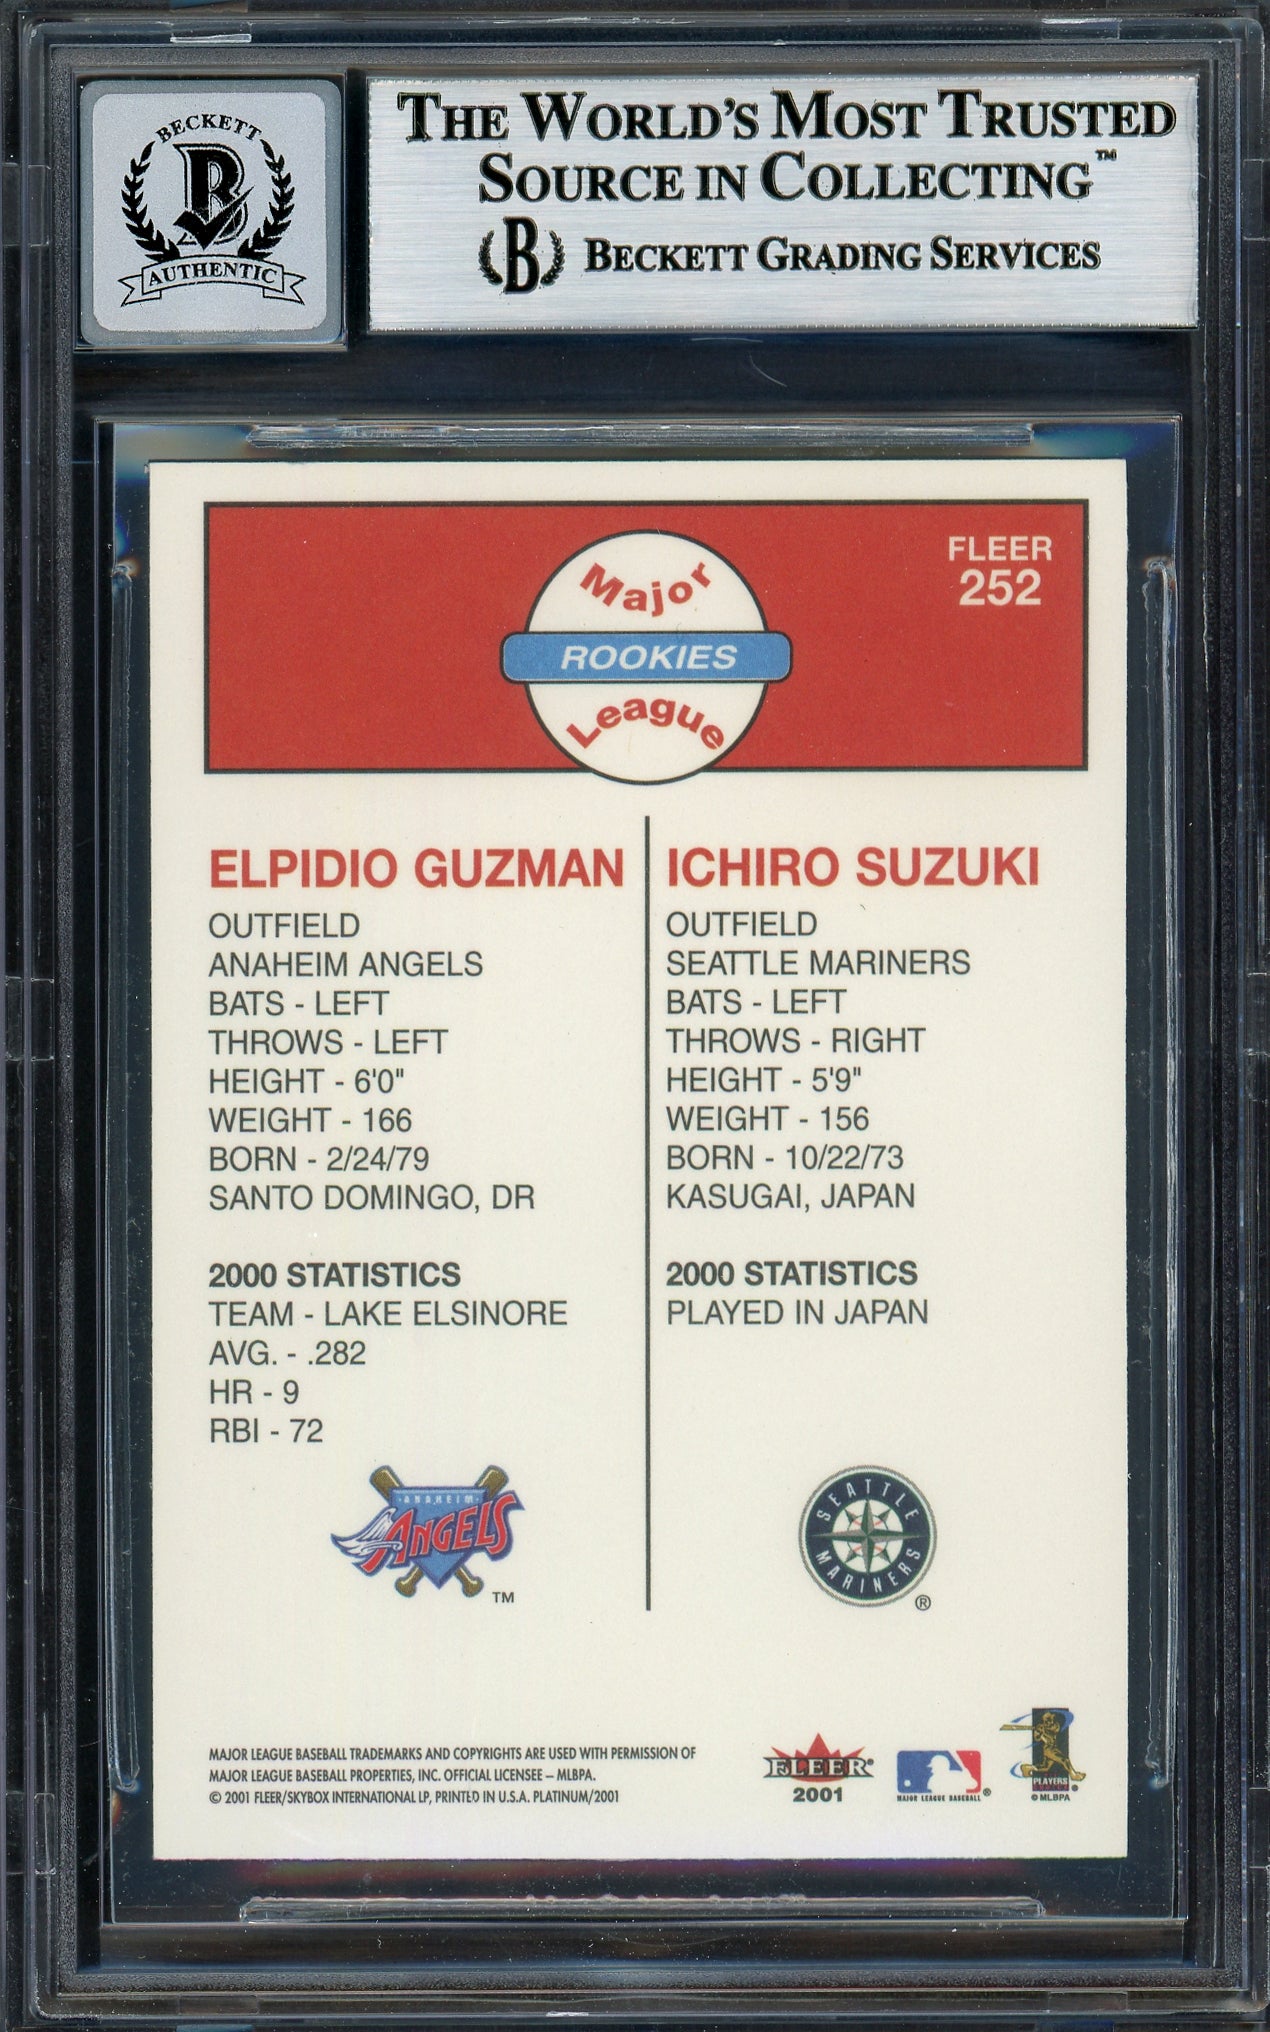 BECKETT
B
AUTHENTIC
THE WORLD'S MOST TRUSTED
SOURCE IN COLLECTING™
B BECKETT GRADING SERVICES
FLEER
252
Major
ROOKIES
League
ELPIDIO GUZMAN
OUTFIELD
ANAHEIM ANGELS
BATS - LEFT
THROWS - LEFT
HEIGHT - 6'0"
WEIGHT - 166
BORN - 2/24/79
SANTO DOMINGO, DR
2000 STATISTICS
TEAM - LAKE ELSINORE
AVG. - .282
HR - 9
RBI - 72
ANAHEIM
ANGELS
TM
ICHIRO SUZUKI
OUTFIELD
SEATTLE MARINERS
BATS - LEFT
THROWS - RIGHT
HEIGHT - 5'9"
WEIGHT - 156
BORN - 10/22/73
KASUGAI, JAPAN
2000 STATISTICS
PLAYED IN JAPAN
SEATTLE
MARINERS
®
MAJOR LEAGUE BASEBALL TRADEMARKS AND COPYRIGHTS ARE USED WITH PERMISSION OF
MAJOR LEAGUE BASEBALL PROPERTIES, INC. OFFICIAL LICENSEE – MLBPA.
© 2001 FLEER/SKYBOX INTERNATIONAL LP, PRINTED IN U.S.A. PLATINUM/2001
FLEER®
2001
MAJOR LEAGUE BASEBALL®
PLAYERS
© MLBPA